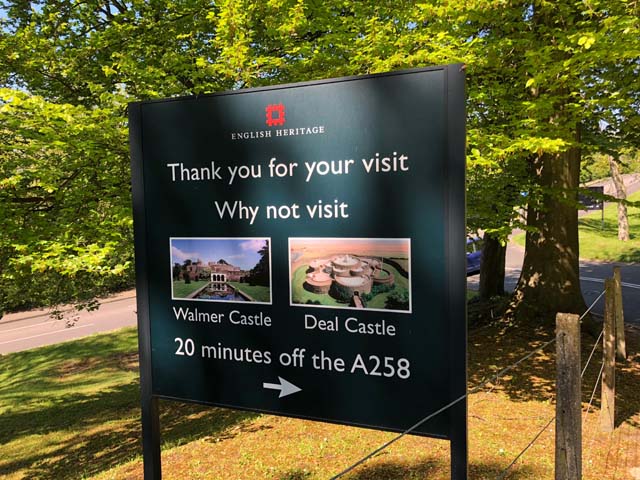 ENGLISH HERITAGE
Thank you for your visit
Why not visit
Walmer Castle
Deal Castle
20 minutes off the A258